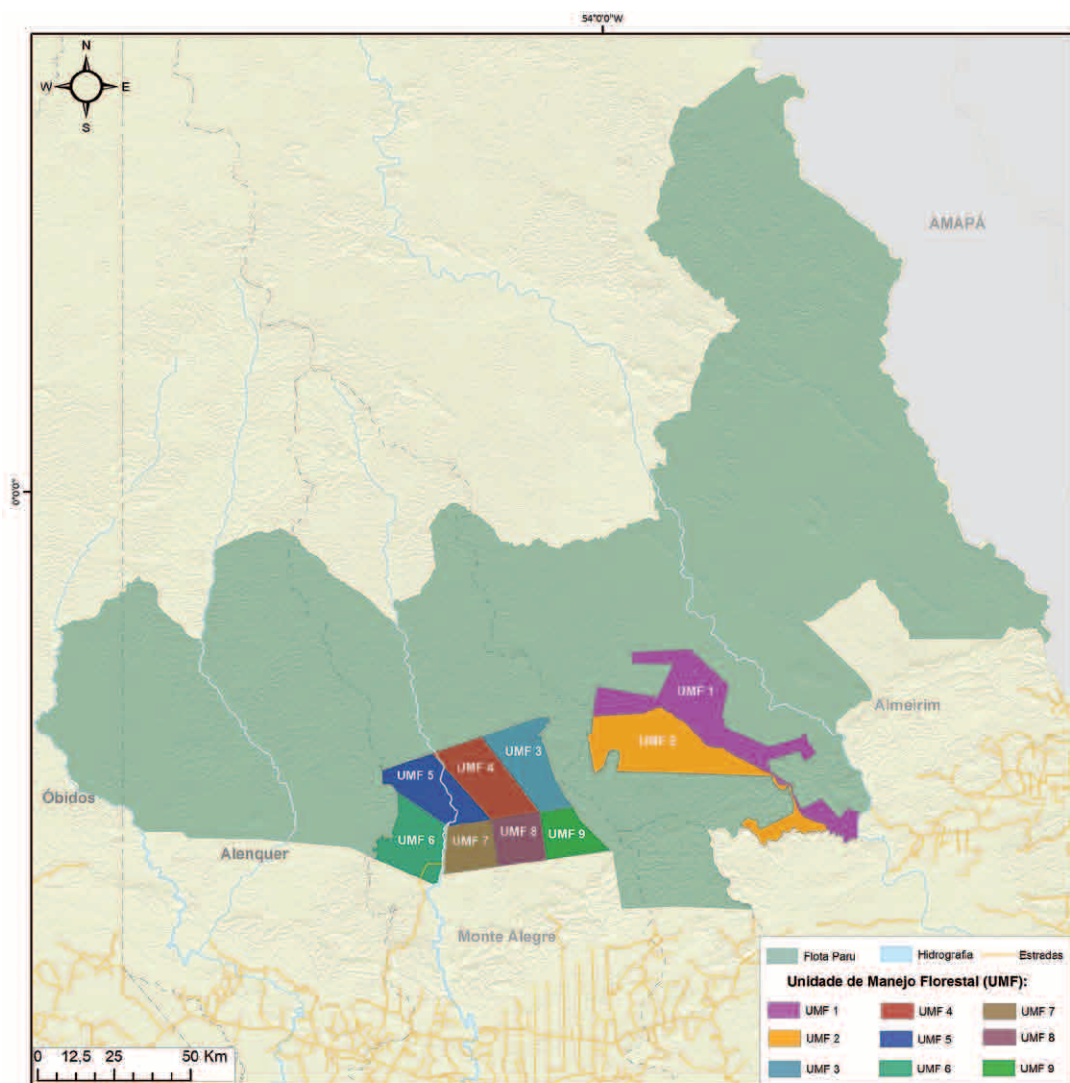 54°0'0"W
N
W E
S
AMAPÁ
0°0'0"
UMF 1
Almeirim
UMF 2
UMF 3
UMF 4
UMF 5
Óbidos
UMF 6
UMF 7
UMF 8
UMF 9
Alenquer
Monte Alegre
Flota Paru Hidrografia Estradas
Unidade de Manejo Florestal (UMF):
UMF 1 UMF 4 UMF 7
UMF 2 UMF 5 UMF 8
UMF 3 UMF 6 UMF 9
0 12,5 25 50 Km